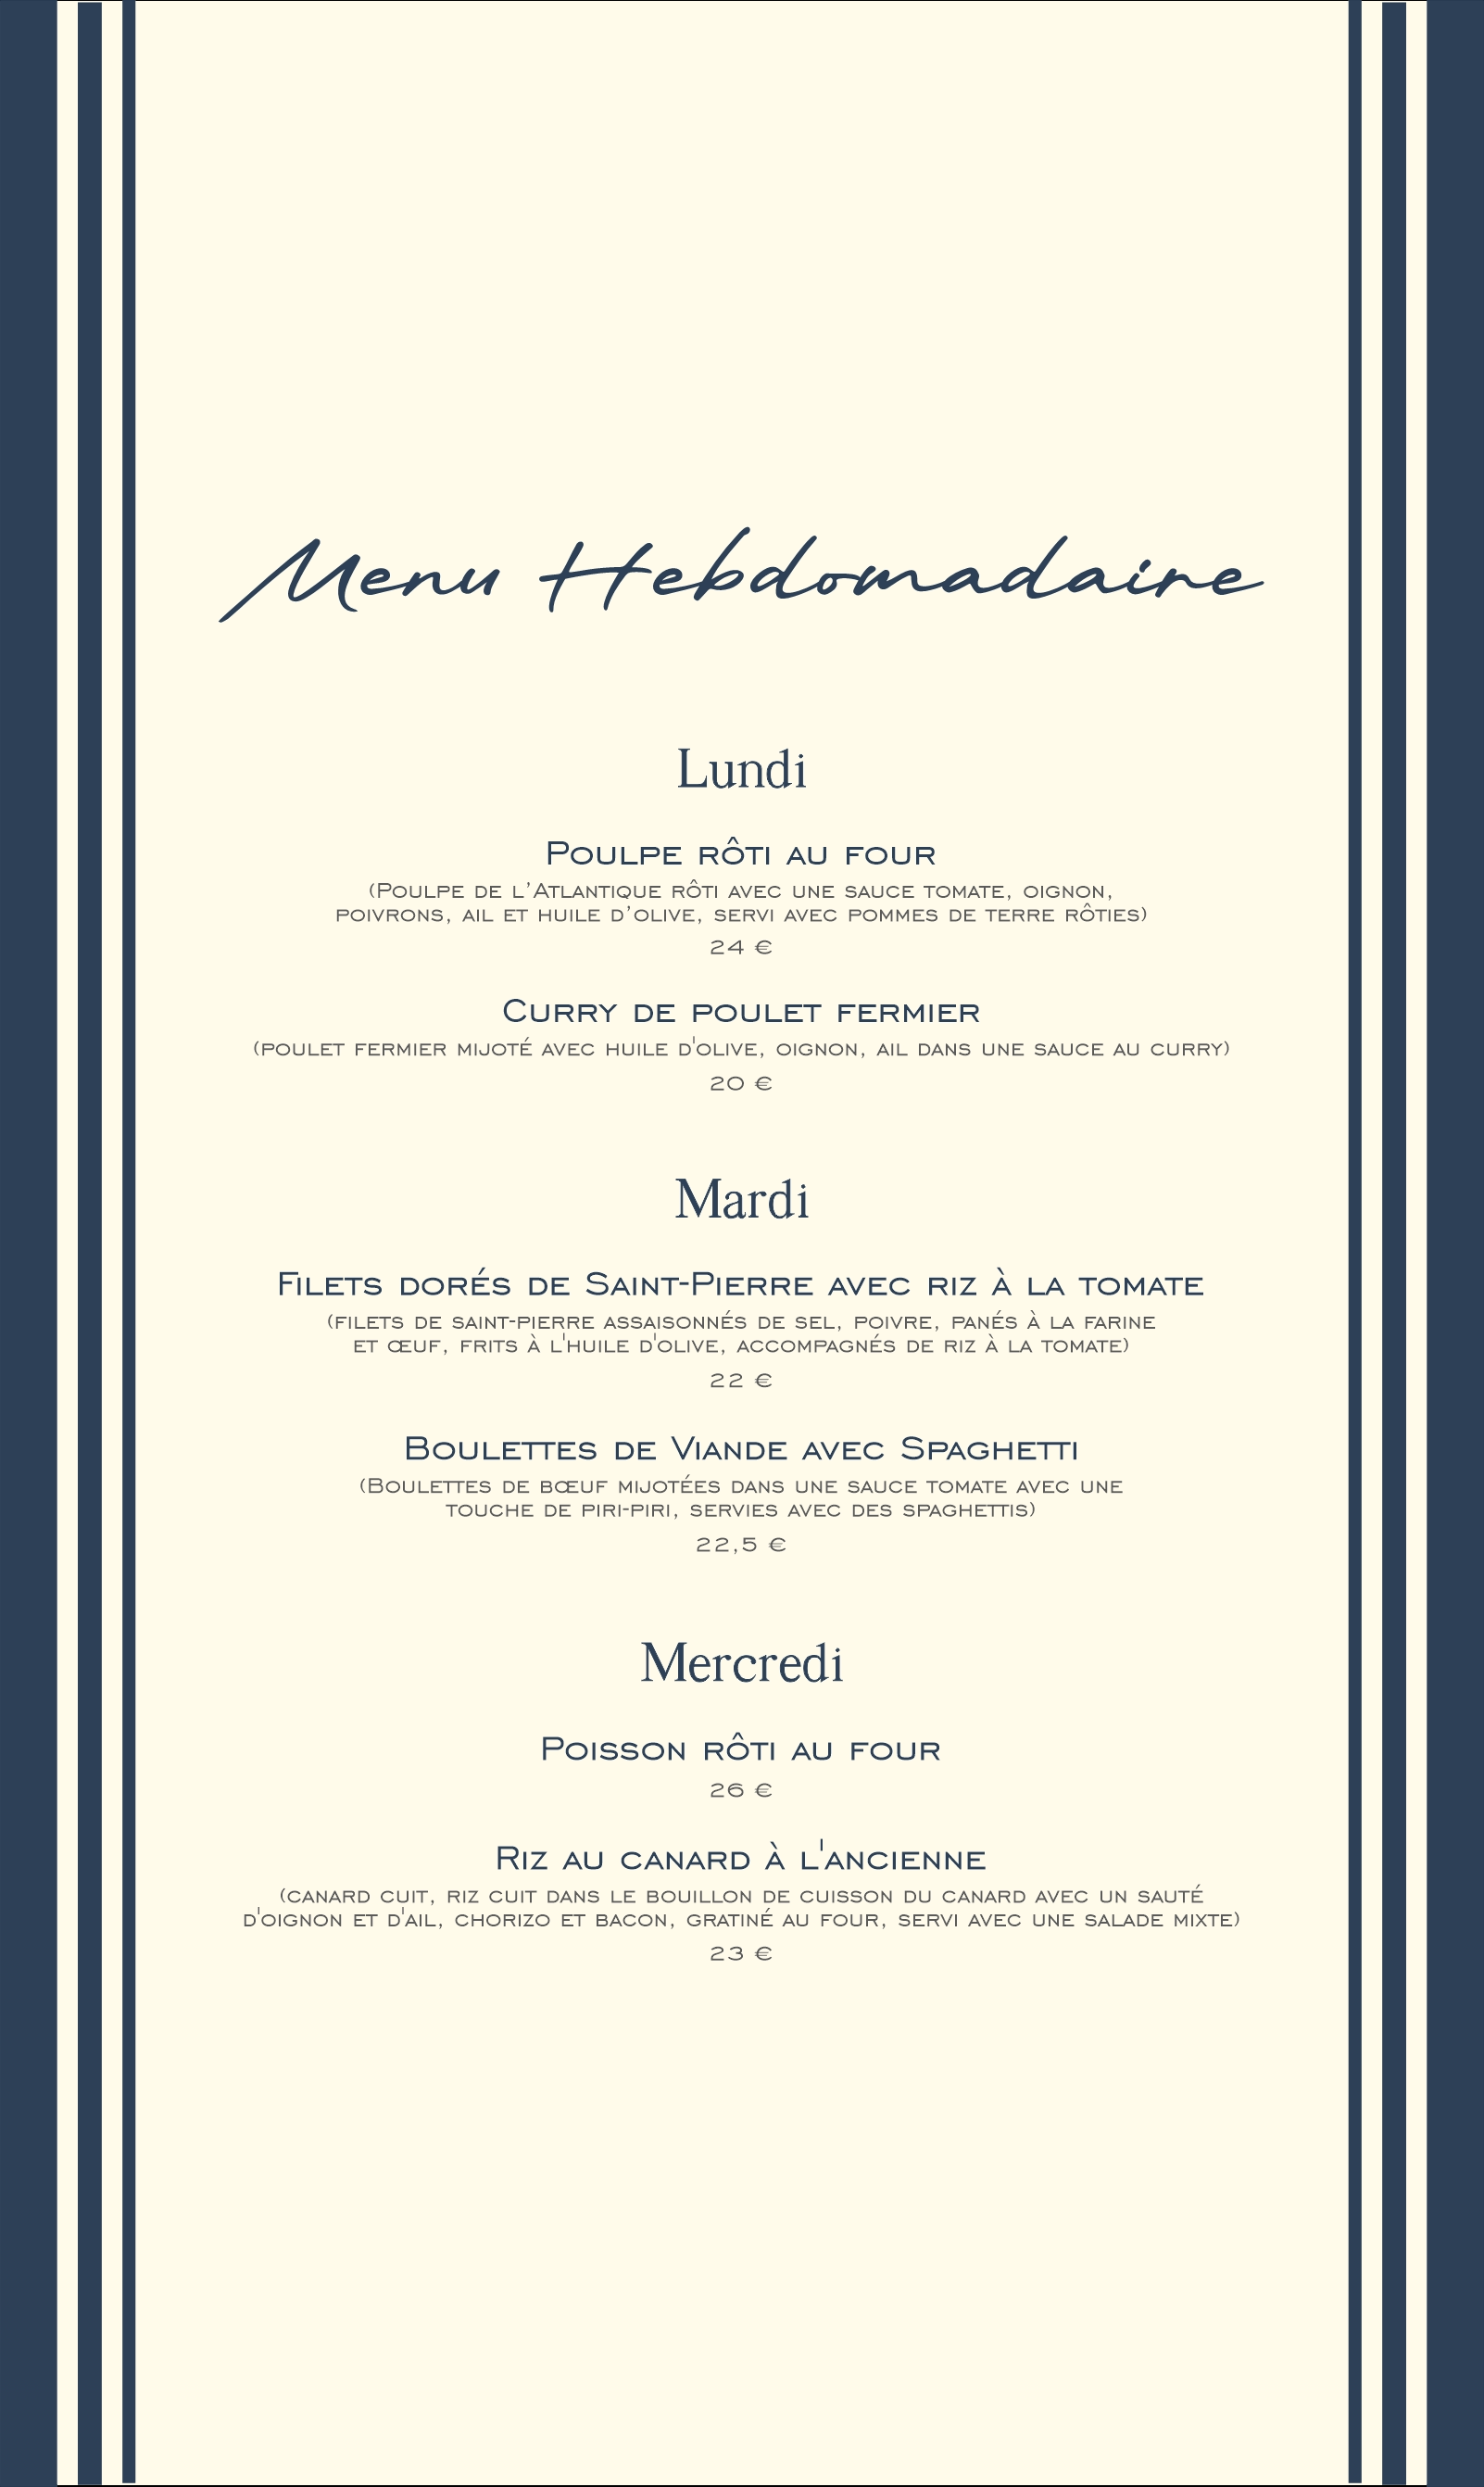 Menu Hebdomadaire
Lundi
Poulpe rôti au four
(Poulpe de l’Atlantique rôti avec une sauce tomate, oignon,
poivrons, ail et huile d’olive, servi avec pommes de terre rôties)
24 €
Curry de poulet fermier
(poulet fermier mijoté avec huile d'olive, oignon, ail dans une sauce au curry)
20 €
Mardi
Filets dorés de Saint-Pierre avec riz à la tomate
(filets de saint-pierre assaisonnés de sel, poivre, panés à la farine
et œuf, frits à l'huile d'olive, accompagnés de riz à la tomate)
22 €
Boulettes de Viande avec Spaghetti
(Boulettes de bœuf mijotées dans une sauce tomate avec une
touche de piri-piri, servies avec des spaghettis)
22,5 €
Mercredi
Poisson rôti au four
26 €
Riz au canard à l'ancienne
(canard cuit, riz cuit dans le bouillon de cuisson du canard avec un sauté
d'oignon et d'ail, chorizo et bacon, gratiné au four, servi avec une salade mixte)
23 €